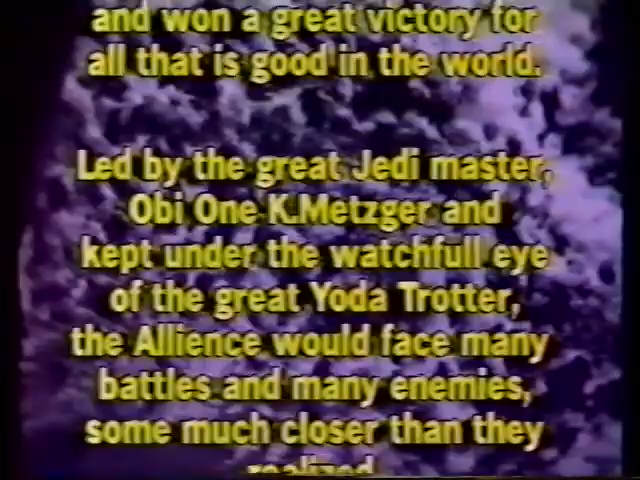 and won a great victory for
all that is good in the world.
Led by the great Jedi master,
Obi One K.Metzger and
kept under the watchfull eye
of the great Yoda Trotter,
the Allience would face many
battles and many enemies,
some much closer than they
realized